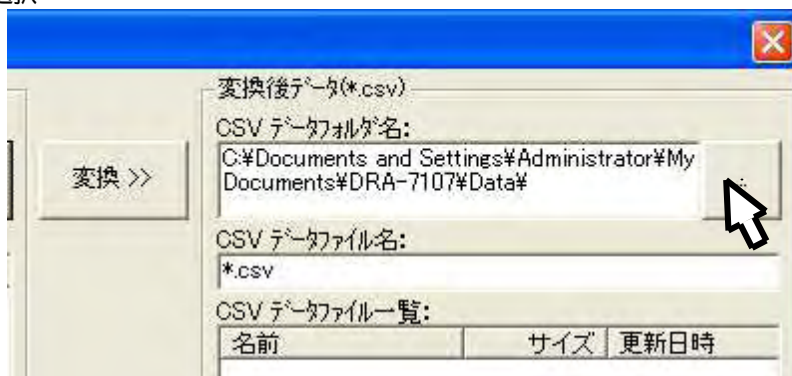 変換後ﾃﾞｰﾀ(*.csv)
CSV ﾃﾞｰﾀﾌｫﾙﾀﾞ名:
C:¥Documents and Settings¥Administrator¥My
Documents¥DRA-7107¥Data¥
変換 >>
CSV ﾃﾞｰﾀﾌｧｲﾙ名:
*.csv
CSV ﾃﾞｰﾀﾌｧｲﾙ一覧:
名前 サイズ 更新日時